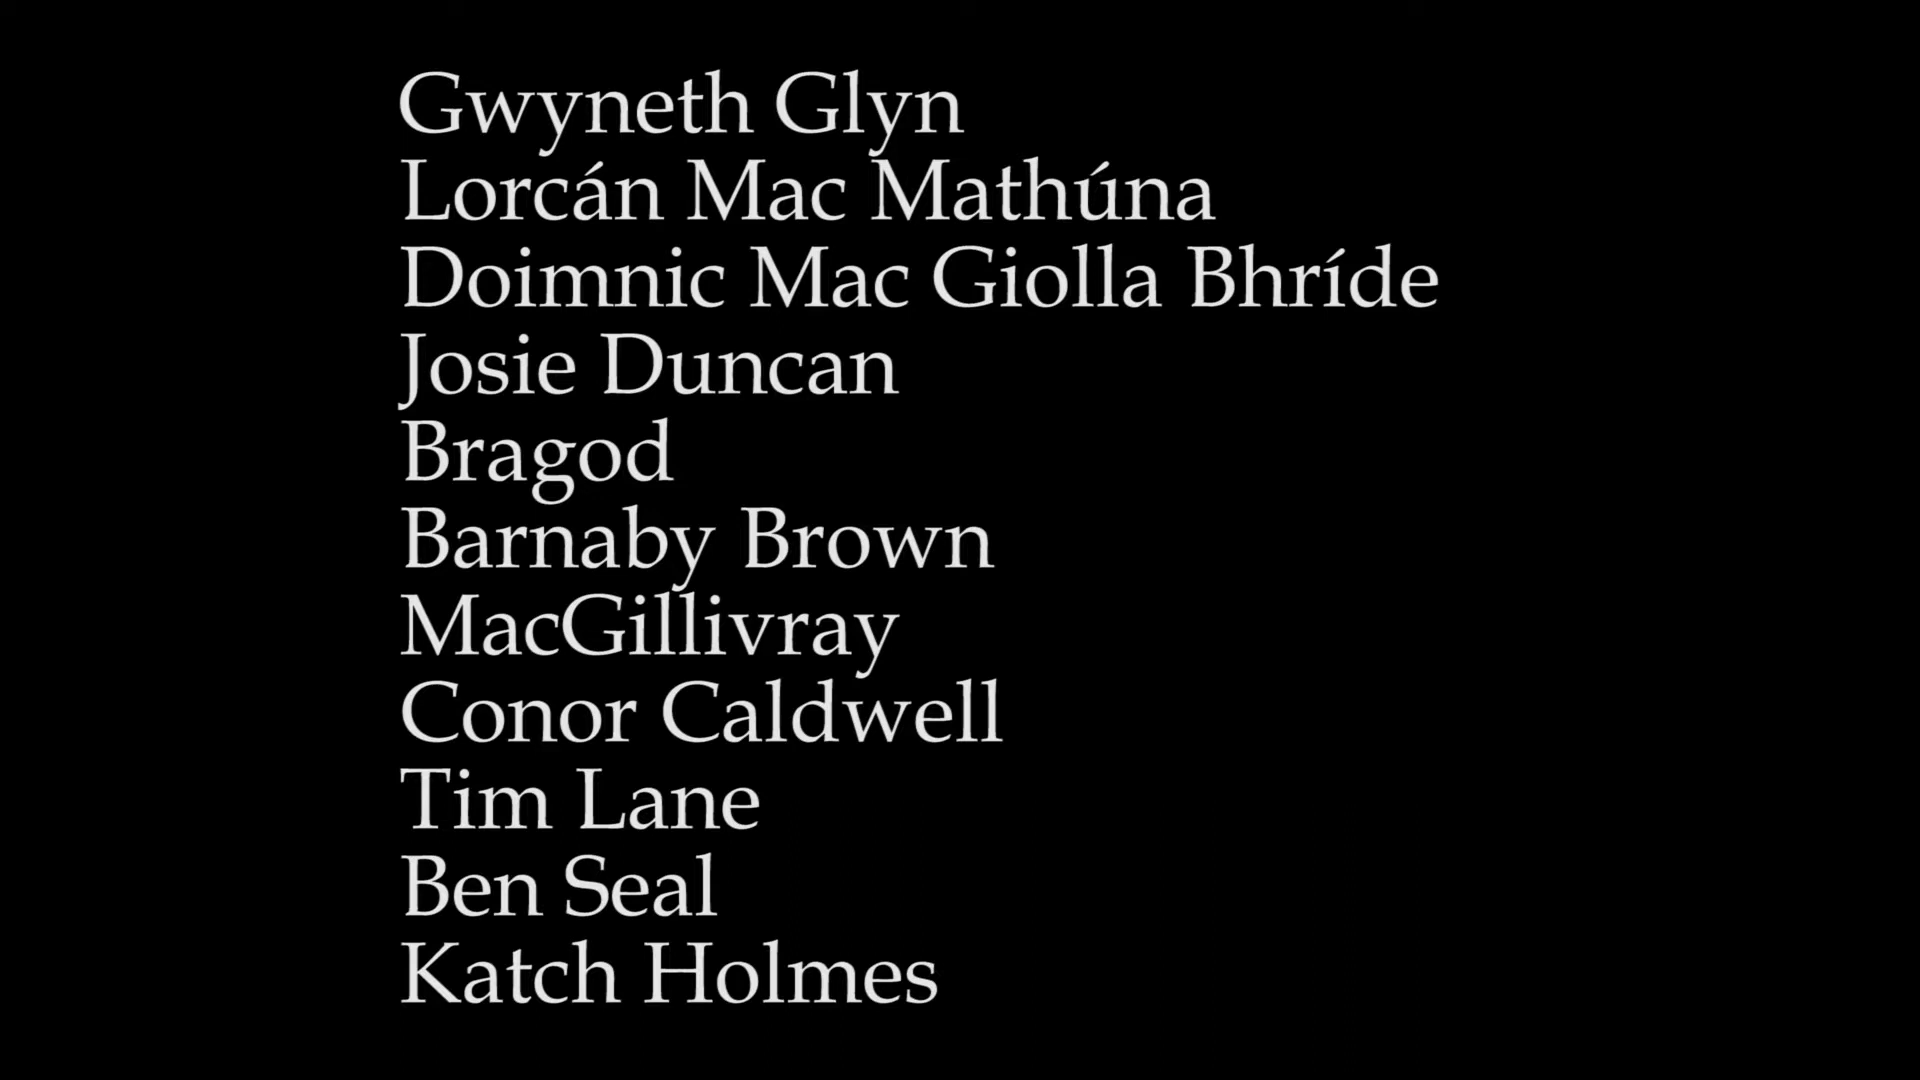 Gwyneth Glyn
Lorcán Mac Mathúna
Doimnic Mac Giolla Bhríde
Josie Duncan
Bragod
Barnaby Brown
MacGillivray
Conor Caldwell
Tim Lane
Ben Seal
Katch Holmes